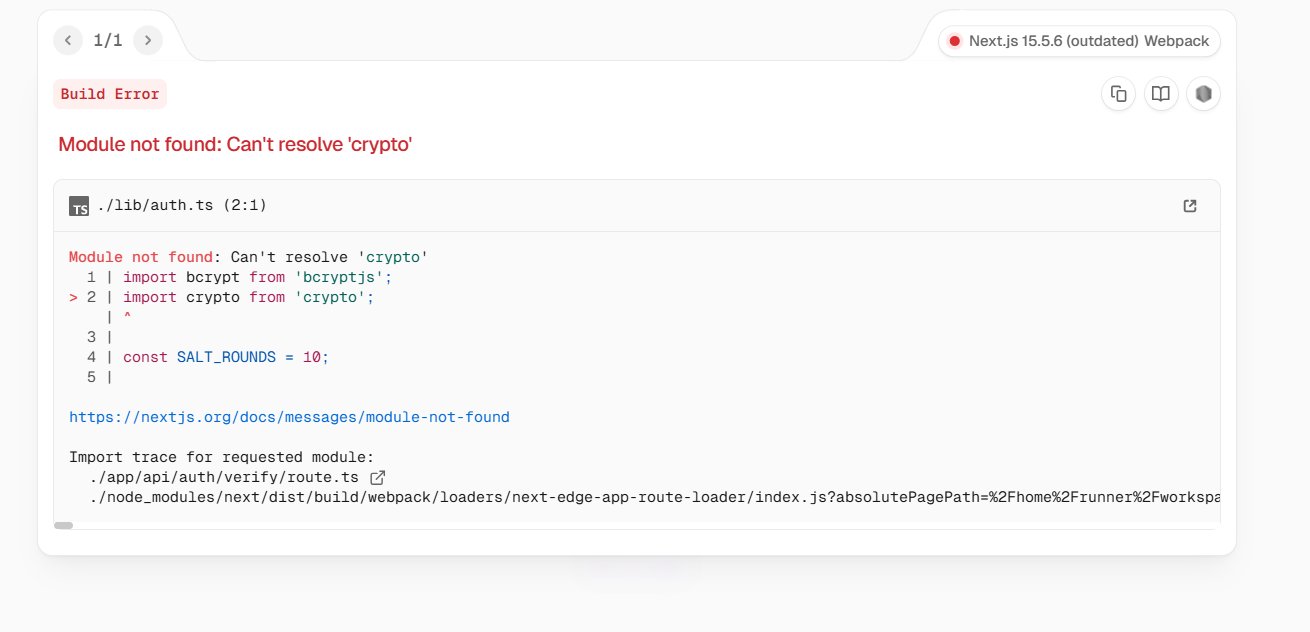 1/1
Next.js 15.5.6 (outdated) Webpack
Build Error
Module not found: Can't resolve 'crypto'
TS ./lib/auth.ts (2:1)
Module not found: Can't resolve 'crypto'
1 | import bcrypt from 'bcryptjs';
> 2 | import crypto from 'crypto';
| ^
3 |
4 | const SALT_ROUNDS = 10;
5 |
https://nextjs.org/docs/messages/module-not-found
Import trace for requested module:
./app/api/auth/verify/route.ts
./node_modules/next/dist/build/webpack/loaders/next-edge-app-route-loader/index.js?absolutePagePath=%2Fhome%2Frunner%2Fworkspa